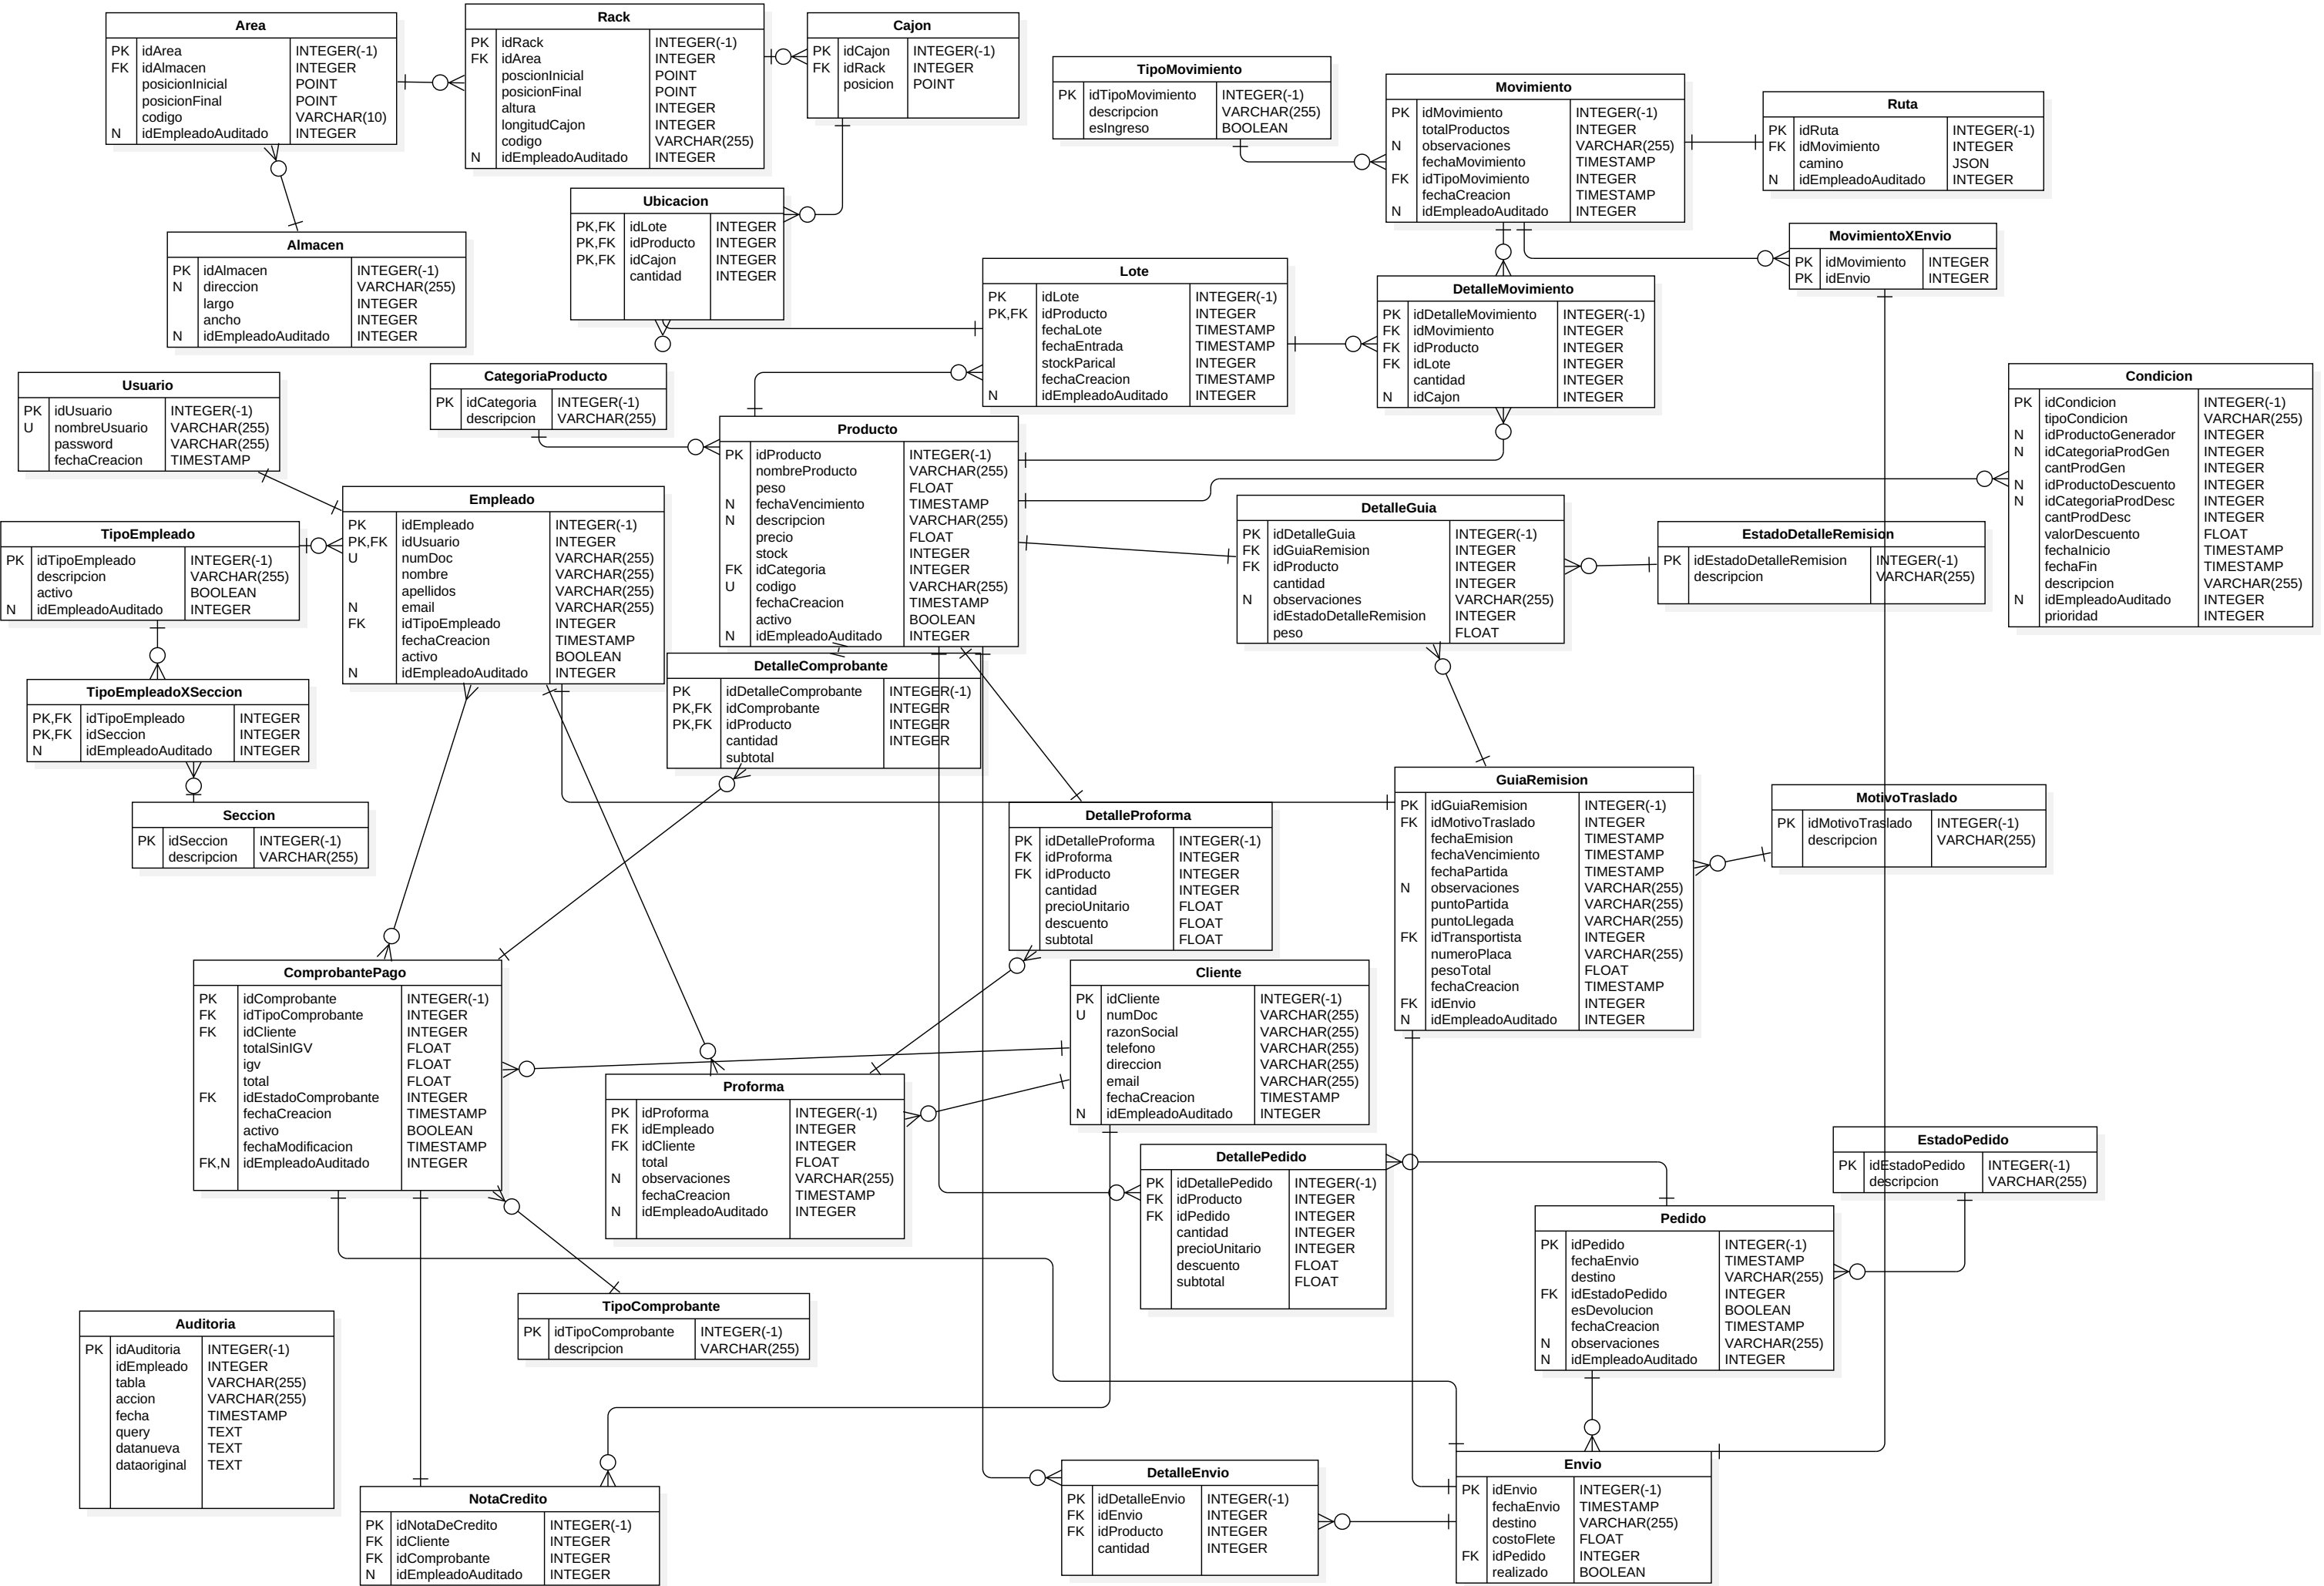 Area
PK idArea INTEGER(-1)
FK idAlmacen INTEGER
posicionInicial POINT
posicionFinal POINT
codigo VARCHAR(10)
N idEmpleadoAuditado INTEGER
Rack
PK idRack INTEGER(-1)
FK idArea INTEGER
poscionInicial POINT
posicionFinal POINT
altura INTEGER
longitudCajon INTEGER
codigo VARCHAR(255)
N idEmpleadoAuditado INTEGER
Cajon
PK idCajon INTEGER(-1)
FK idRack INTEGER
posicion POINT
TipoMovimiento
PK idTipoMovimiento INTEGER(-1)
descripcion VARCHAR(255)
esIngreso BOOLEAN
Movimiento
PK idMovimiento INTEGER(-1)
totalProductos INTEGER
N observaciones VARCHAR(255)
fechaMovimiento TIMESTAMP
FK idTipoMovimiento INTEGER
fechaCreacion TIMESTAMP
N idEmpleadoAuditado INTEGER
Ruta
PK idRuta INTEGER(-1)
FK idMovimiento INTEGER
camino JSON
N idEmpleadoAuditado INTEGER
Ubicacion
PK,FK idLote INTEGER
PK,FK idProducto INTEGER
PK,FK idCajon INTEGER
cantidad INTEGER
Almacen
PK idAlmacen INTEGER(-1)
N direccion VARCHAR(255)
largo INTEGER
ancho INTEGER
N idEmpleadoAuditado INTEGER
MovimientoXEnvio
PK idMovimiento INTEGER
PK idEnvio INTEGER
Lote
PK idLote INTEGER(-1)
PK,FK idProducto INTEGER
fechaLote TIMESTAMP
fechaEntrada TIMESTAMP
stockParical INTEGER
fechaCreacion TIMESTAMP
N idEmpleadoAuditado INTEGER
DetalleMovimiento
PK idDetalleMovimiento INTEGER(-1)
FK idMovimiento INTEGER
FK idProducto INTEGER
FK idLote INTEGER
cantidad INTEGER
N idCajon INTEGER
Usuario
PK idUsuario INTEGER(-1)
U nombreUsuario VARCHAR(255)
password VARCHAR(255)
fechaCreacion TIMESTAMP
CategoriaProducto
PK idCategoria INTEGER(-1)
descripcion VARCHAR(255)
Condicion
PK idCondicion INTEGER(-1)
tipoCondicion VARCHAR(255)
N idProductoGenerador INTEGER
N idCategoriaProdGen INTEGER
cantProdGen INTEGER
N idProductoDescuento INTEGER
N idCategoriaProdDesc INTEGER
cantProdDesc INTEGER
valorDescuento FLOAT
fechaInicio TIMESTAMP
fechaFin TIMESTAMP
descripcion VARCHAR(255)
N idEmpleadoAuditado INTEGER
prioridad INTEGER
Producto
PK idProducto INTEGER(-1)
nombreProducto VARCHAR(255)
peso FLOAT
N fechaVencimiento TIMESTAMP
N descripcion VARCHAR(255)
precio FLOAT
stock INTEGER
FK idCategoria INTEGER
U codigo VARCHAR(255)
fechaCreacion TIMESTAMP
activo BOOLEAN
N idEmpleadoAuditado INTEGER
Empleado
PK idEmpleado INTEGER(-1)
PK,FK idUsuario INTEGER
U numDoc VARCHAR(255)
nombre VARCHAR(255)
apellidos VARCHAR(255)
N email VARCHAR(255)
FK idTipoEmpleado INTEGER
fechaCreacion TIMESTAMP
activo BOOLEAN
N idEmpleadoAuditado INTEGER
TipoEmpleado
PK idTipoEmpleado INTEGER(-1)
descripcion VARCHAR(255)
activo BOOLEAN
N idEmpleadoAuditado INTEGER
DetalleGuia
PK idDetalleGuia INTEGER(-1)
FK idGuiaRemision INTEGER
FK idProducto INTEGER
cantidad INTEGER
N observaciones VARCHAR(255)
idEstadoDetalleRemision INTEGER
peso FLOAT
EstadoDetalleRemision
PK idEstadoDetalleRemision INTEGER(-1)
descripcion VARCHAR(255)
DetalleComprobante
PK idDetalleComprobante INTEGER(-1)
PK,FK idComprobante INTEGER
PK,FK idProducto INTEGER
cantidad INTEGER
subtotal
TipoEmpleadoXSeccion
PK,FK idTipoEmpleado INTEGER
PK,FK idSeccion INTEGER
N idEmpleadoAuditado INTEGER
Seccion
PK idSeccion INTEGER(-1)
descripcion VARCHAR(255)
DetalleProforma
PK idDetalleProforma INTEGER(-1)
FK idProforma INTEGER
FK idProducto INTEGER
cantidad INTEGER
precioUnitario FLOAT
descuento FLOAT
subtotal FLOAT
GuiaRemision
PK idGuiaRemision INTEGER(-1)
FK idMotivoTraslado INTEGER
fechaEmision TIMESTAMP
fechaVencimiento TIMESTAMP
fechaPartida TIMESTAMP
N observaciones VARCHAR(255)
puntoPartida VARCHAR(255)
puntoLlegada VARCHAR(255)
FK idTransportista INTEGER
numeroPlaca VARCHAR(255)
pesoTotal FLOAT
fechaCreacion TIMESTAMP
FK idEnvio INTEGER
N idEmpleadoAuditado INTEGER
MotivoTraslado
PK idMotivoTraslado INTEGER(-1)
descripcion VARCHAR(255)
ComprobantePago
PK idComprobante INTEGER(-1)
FK idTipoComprobante INTEGER
FK idCliente INTEGER
totalSinIGV FLOAT
igv FLOAT
total FLOAT
FK idEstadoComprobante INTEGER
fechaCreacion TIMESTAMP
activo BOOLEAN
fechaModificacion TIMESTAMP
FK,N idEmpleadoAuditado INTEGER
Cliente
PK idCliente INTEGER(-1)
U numDoc VARCHAR(255)
razonSocial VARCHAR(255)
telefono VARCHAR(255)
direccion VARCHAR(255)
email VARCHAR(255)
fechaCreacion TIMESTAMP
N idEmpleadoAuditado INTEGER
Proforma
PK idProforma INTEGER(-1)
FK idEmpleado INTEGER
FK idCliente INTEGER
total FLOAT
N observaciones VARCHAR(255)
fechaCreacion TIMESTAMP
N idEmpleadoAuditado INTEGER
DetallePedido
PK idDetallePedido INTEGER(-1)
FK idProducto INTEGER
FK idPedido INTEGER
cantidad INTEGER
precioUnitario INTEGER
descuento FLOAT
subtotal FLOAT
EstadoPedido
PK idEstadoPedido INTEGER(-1)
descripcion VARCHAR(255)
Pedido
PK idPedido INTEGER(-1)
fechaEnvio TIMESTAMP
destino VARCHAR(255)
FK idEstadoPedido INTEGER
esDevolucion BOOLEAN
fechaCreacion TIMESTAMP
N observaciones VARCHAR(255)
N idEmpleadoAuditado INTEGER
TipoComprobante
PK idTipoComprobante INTEGER(-1)
descripcion VARCHAR(255)
Auditoria
PK idAuditoria INTEGER(-1)
idEmpleado INTEGER
tabla VARCHAR(255)
accion VARCHAR(255)
fecha TIMESTAMP
query TEXT
datanueva TEXT
dataoriginal TEXT
NotaCredito
PK idNotaDeCredito INTEGER(-1)
FK idCliente INTEGER
FK idComprobante INTEGER
N idEmpleadoAuditado INTEGER
DetalleEnvio
PK idDetalleEnvio INTEGER(-1)
FK idEnvio INTEGER
FK idProducto INTEGER
cantidad INTEGER
Envio
PK idEnvio INTEGER(-1)
fechaEnvio TIMESTAMP
destino VARCHAR(255)
costoFlete FLOAT
FK idPedido INTEGER
realizado BOOLEAN